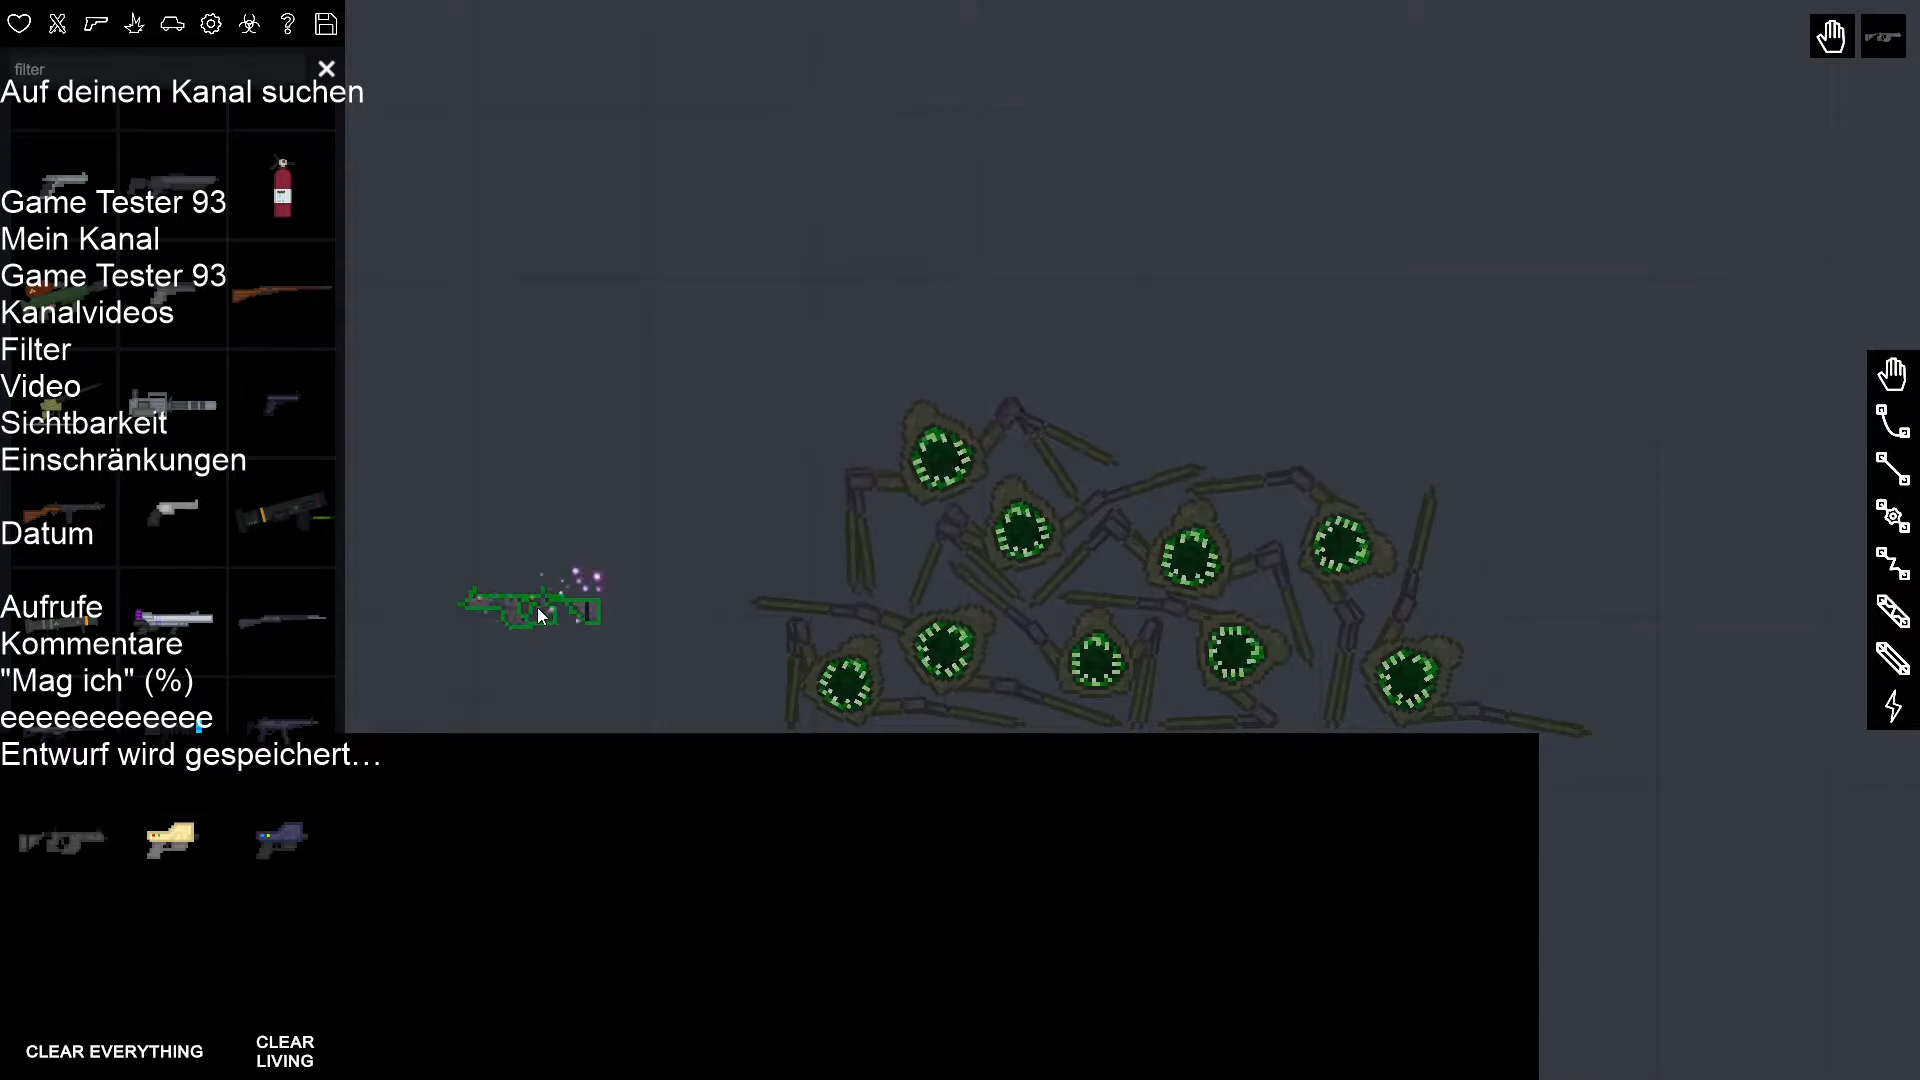 filter
Auf deinem Kanal suchen
Game Tester 93
Mein Kanal
Game Tester 93
Kanalvideos
Filter
Video
Sichtbarkeit
Einschränkungen
Datum
Aufrufe
Kommentare
"Mag ich" (%)
eeeeeeeeeeee
Entwurf wird gespeichert…
CLEAR EVERYTHING
CLEAR
LIVING